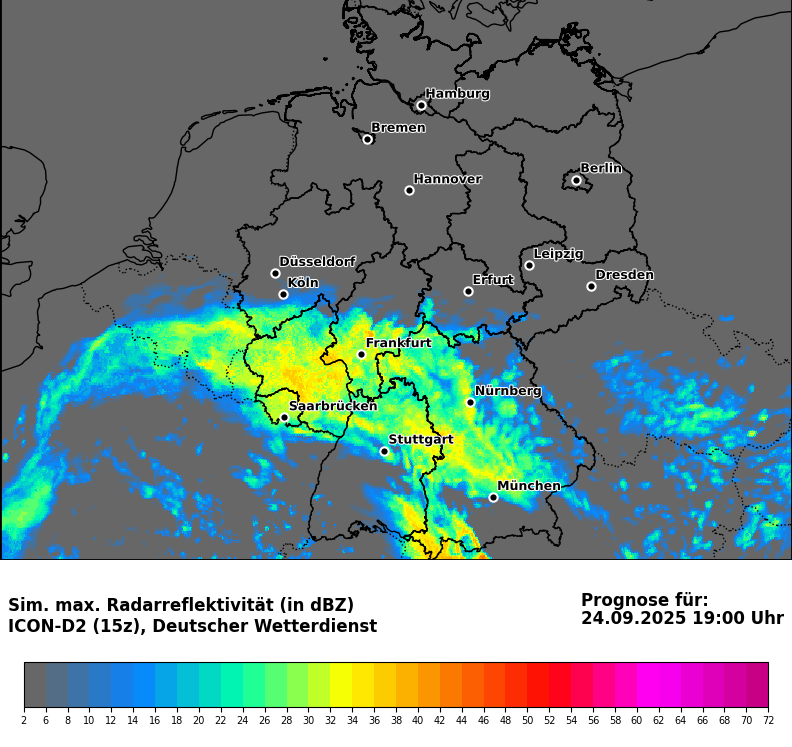 Hamburg
Bremen
Berlin
Hannover
Leipzig
Düsseldorf
Dresden
Köln
Erfurt
Frankfurt
Nürnberg
Saarbrücken
Stuttgart
München
Sim. max. Radarreflektivität (in dBZ)
ICON-D2 (15z), Deutscher Wetterdienst
Prognose für:
24.09.2025 19:00 Uhr
2 6 8 10 12 14 16 18 20 22 24 26 28 30 32 34 36 38 40 42 44 46 48 50 52 54 56 58 60 62 64 66 68 70 72